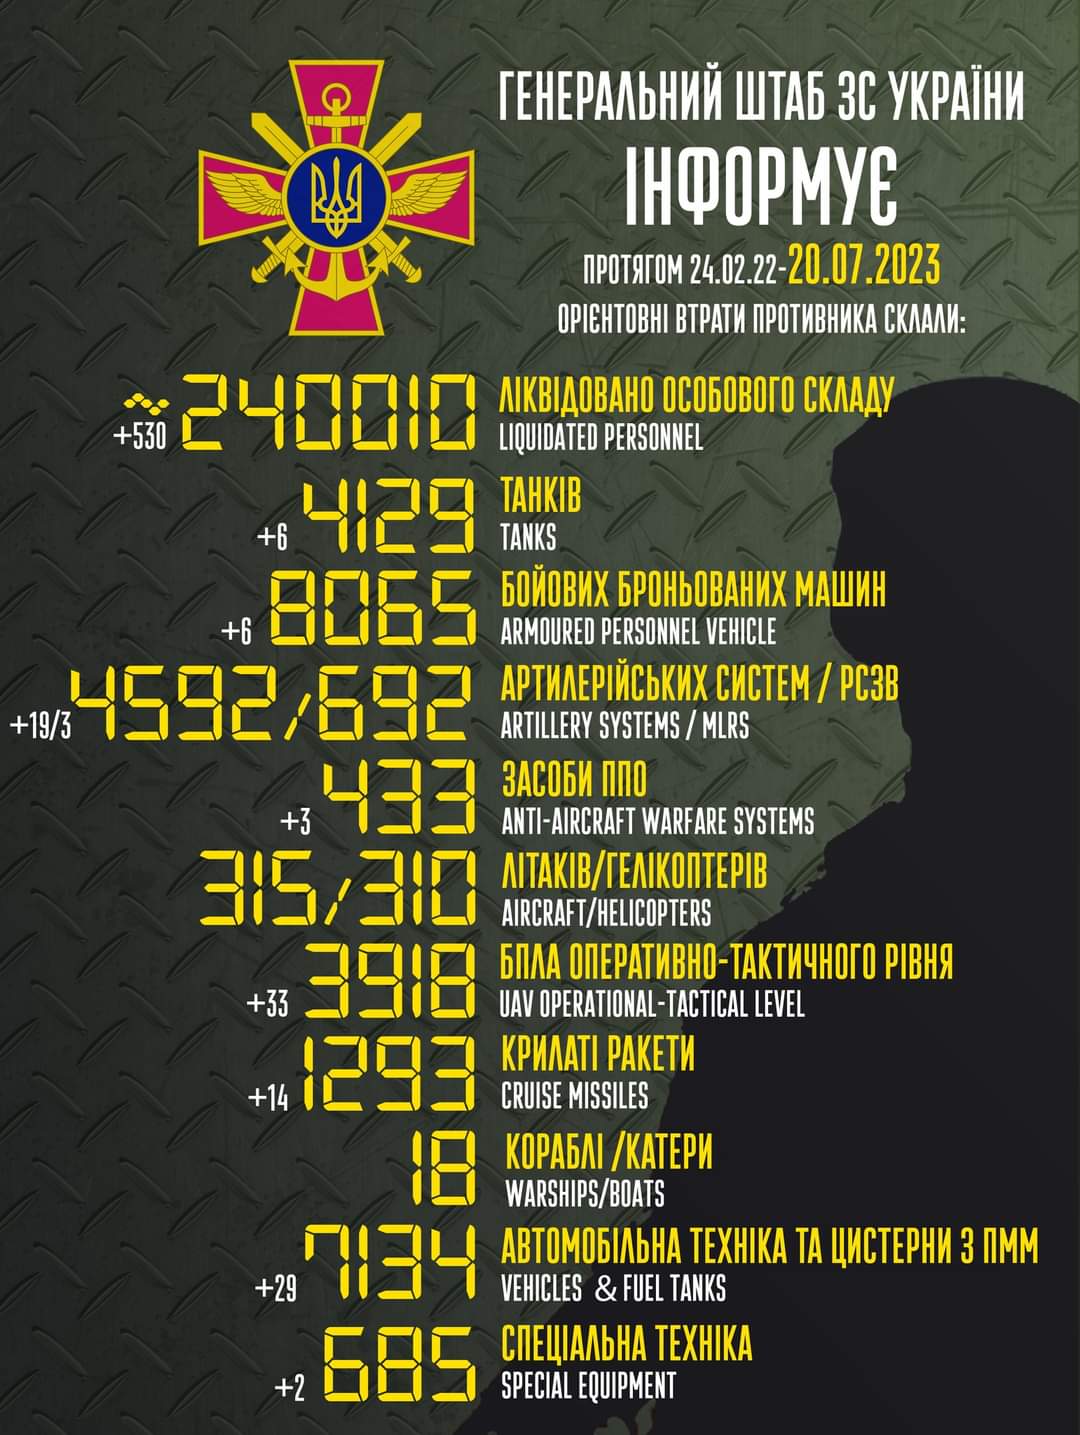 ГЕНЕРАЛЬНИЙ ШТАБ ЗС УКРАЇНИ
ІНФОРМУЄ
ПРОТЯГОМ 24.02.22-20.07.2023
ОРІЄНТОВНІ ВТРАТИ ПРОТИВНИКА СКЛАЛИ:
+530 ~240010 ЛІКВІДОВАНО ОСОБОВОГО СКЛАДУ
LIQUIDATED PERSONNEL
+6 4129 ТАНКІВ
TANKS
+6 8065 БОЙОВИХ БРОНЬОВАНИХ МАШИН
ARMOURED PERSONNEL VEHICLE
+19/3 4592/692 АРТИЛЕРІЙСЬКИХ СИСТЕМ / РСЗВ
ARTILLERY SYSTEMS / MLRS
+3 433 ЗАСОБИ ППО
ANTI-AIRCRAFT WARFARE SYSTEMS
315/310 ЛІТАКІВ/ГЕЛІКОПТЕРІВ
AIRCRAFT/HELICOPTERS
+33 3918 БПЛА ОПЕРАТИВНО-ТАКТИЧНОГО РІВНЯ
UAV OPERATIONAL-TACTICAL LEVEL
+14 1293 КРИЛАТІ РАКЕТИ
CRUISE MISSILES
18 КОРАБЛІ /КАТЕРИ
WARSHIPS/BOATS
+29 7134 АВТОМОБІЛЬНА ТЕХНІКА ТА ЦИСТЕРНИ З ПММ
VEHICLES & FUEL TANKS
+2 685 СПЕЦІАЛЬНА ТЕХНІКА
SPECIAL EQUIPMENT